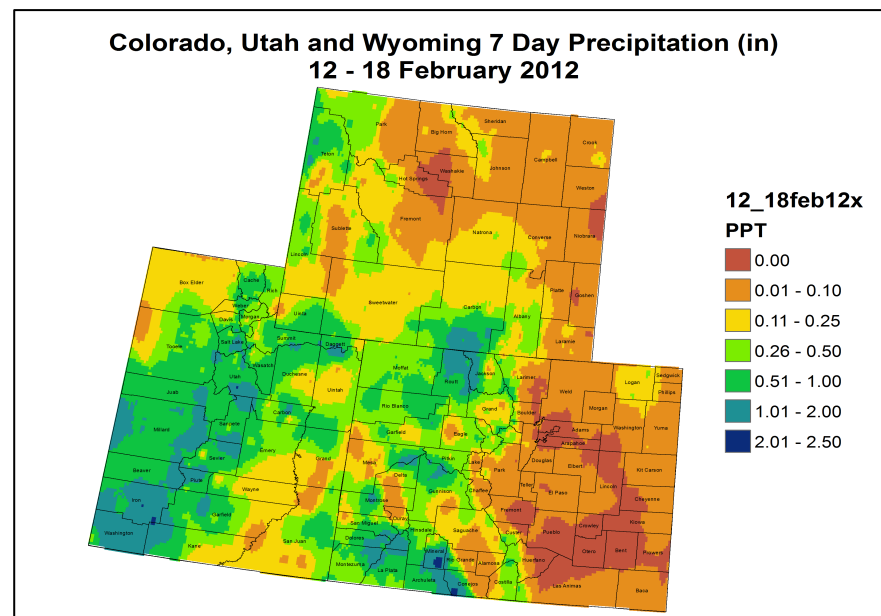 Colorado, Utah and Wyoming 7 Day Precipitation (in)
12 - 18 February 2012
12_18feb12x
PPT
0.00
0.01 - 0.10
0.11 - 0.25
0.26 - 0.50
0.51 - 1.00
1.01 - 2.00
2.01 - 2.50
Park
Sheridan
Big Horn
Crook
Campbell
Teton
Washakie
Johnson
Hot Springs
Weston
Fremont
Sublette
Natrona
Converse
Niobrara
Lincoln
Platte
Goshen
Sweetwater
Carbon
Albany
Laramie
Uinta
Box Elder
Cache
Rich
Weber
Davis
Morgan
Salt Lake
Summit
Daggett
Tooele
Wasatch
Duchesne
Utah
Uintah
Juab
Carbon
Millard
Sanpete
Emery
Grand
Sevier
Beaver
Piute
Wayne
Iron
Garfield
Washington
Kane
San Juan
Moffat
Routt
Jackson
Larimer
Weld
Logan
Sedgwick
Phillips
Rio Blanco
Grand
Boulder
Morgan
Washington
Yuma
Garfield
Eagle
Adams
Arapahoe
Mesa
Pitkin
Lake
Park
Douglas
Elbert
Kit Carson
Delta
Gunnison
Chaffee
Teller
El Paso
Lincoln
Cheyenne
Montrose
Fremont
Kiowa
Ouray
San Miguel
Hinsdale
Saguache
Custer
Pueblo
Crowley
Dolores
Mineral
Rio Grande
Alamosa
Huerfano
Otero
Bent
Prowers
Montezuma
La Plata
Archuleta
Conejos
Costilla
Las Animas
Baca